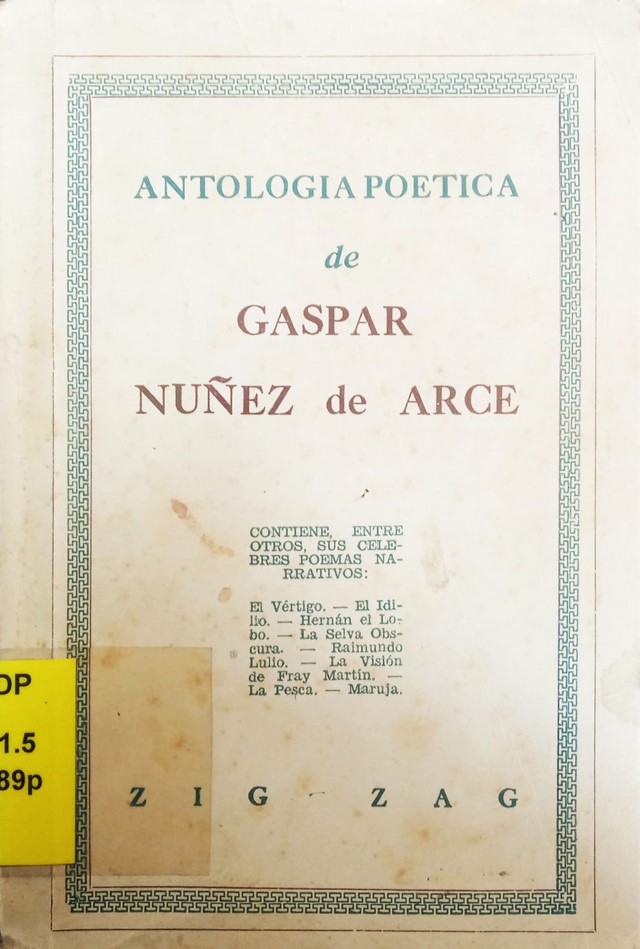 ANTOLOGIA POETICA
de
GASPAR
NUÑEZ de ARCE
CONTIENE, ENTRE
OTROS, SUS CELE-
BRES POEMAS NA-
RRATIVOS:
El Vértigo. — El Idi-
lio. — Hernán el Lo-
bo. — La Selva Obs-
cura. — Raimundo
Lulio. — La Visión
de Fray Martín. —
La Pesca. — Maruja.
DP
1.5
89p
ZIG-ZAG